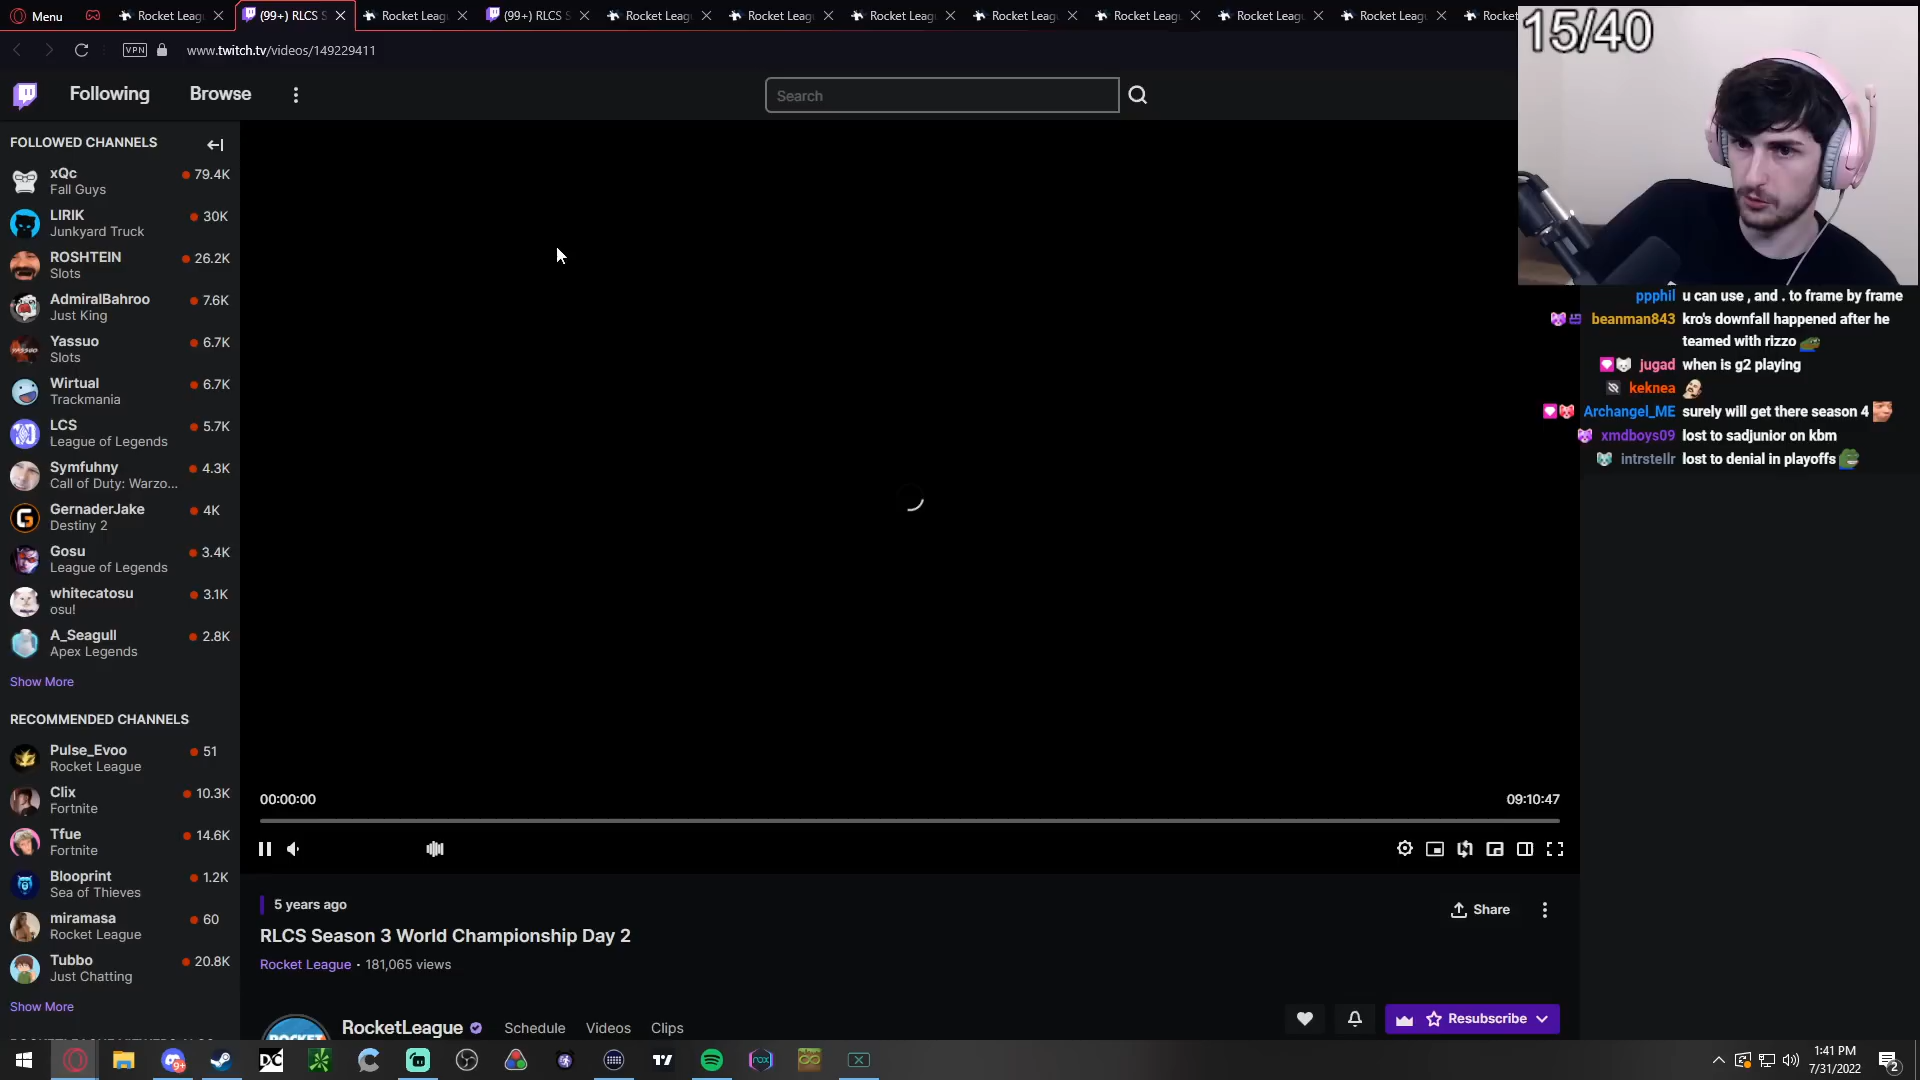 Menu
Rocket Leag
(99+) RLCS S
Rocket Leag
(99+) RLCS S
Rocket Leag
Rocket Leag
Rocket Leag
Rocket Leag
Rocket Leag
Rocket Leag
Rocket Leag
Rocket
15/40
VPN
www.twitch.tv/videos/149229411
Following
Browse
Search
FOLLOWED CHANNELS
xQc
79.4K
Fall Guys
LIRIK
30K
Junkyard Truck
ROSHTEIN
26.2K
Slots
AdmiralBahroo
7.6K
Just King
Yassuo
6.7K
Slots
Wirtual
6.7K
Trackmania
LCS
5.7K
League of Legends
Symfuhny
4.3K
Call of Duty: Warzo...
GernaderJake
4K
Destiny 2
Gosu
3.4K
League of Legends
whitecatosu
3.1K
osu!
A_Seagull
2.8K
Apex Legends
Show More
RECOMMENDED CHANNELS
Pulse_Evoo
51
Rocket League
Clix
10.3K
Fortnite
Tfue
14.6K
Fortnite
Blooprint
1.2K
Sea of Thieves
miramasa
60
Rocket League
Tubbo
20.8K
Just Chatting
Show More
ppphil u can use , and . to frame by frame
beanman843 kro's downfall happened after he
teamed with rizzo
jugad when is g2 playing
keknea
Archangel_ME surely will get there season 4
xmdboys09 lost to sadjunior on kbm
intrstellr lost to denial in playoffs
00:00:00
09:10:47
5 years ago
Share
RLCS Season 3 World Championship Day 2
Rocket League • 181,065 views
ROCKET
RocketLeague
Schedule
Videos
Clips
Resubscribe
9+
DC
nox
1:41 PM
7/31/2022
2